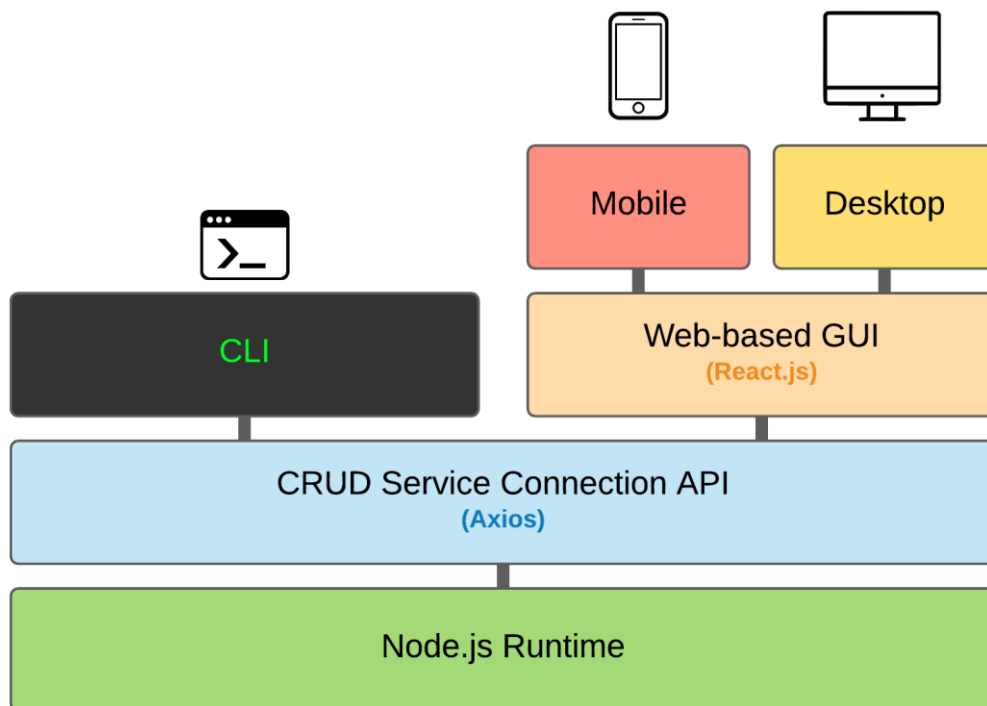 Mobile
Desktop
CLI
Web-based GUI
(React.js)
CRUD Service Connection API
(Axios)
Node.js Runtime